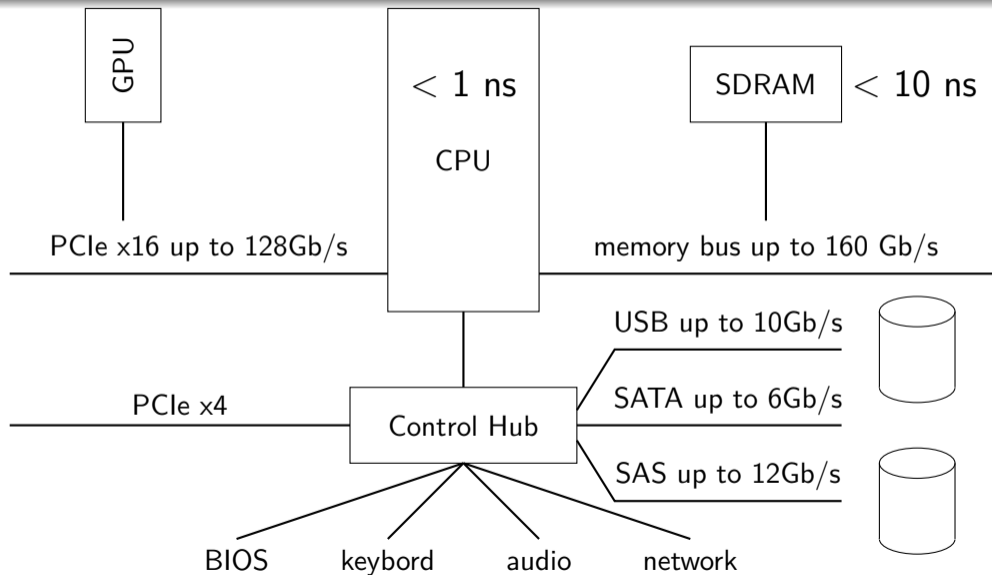 GPU
< 1 ns
CPU
SDRAM
< 10 ns
PCIe x16 up to 128Gb/s
memory bus up to 160 Gb/s
USB up to 10Gb/s
PCIe x4
Control Hub
SATA up to 6Gb/s
SAS up to 12Gb/s
BIOS
keybord
audio
network